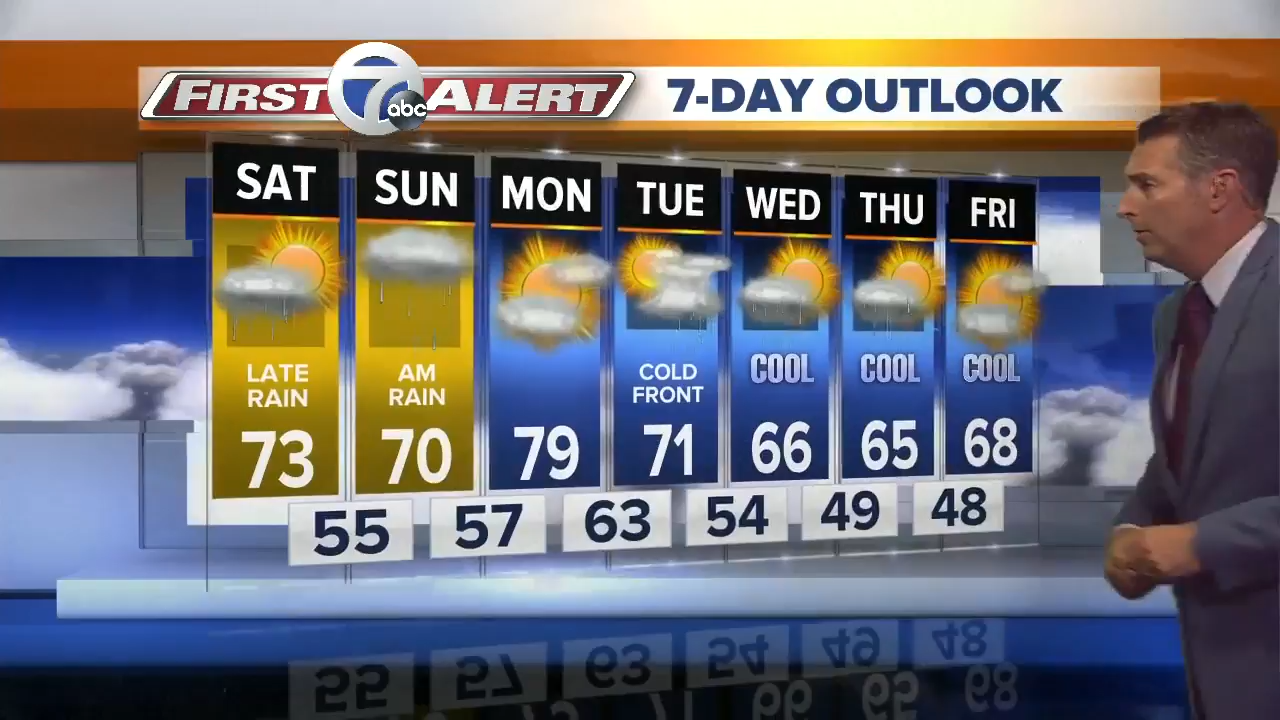 FIRST 7 abc ALERT 7-DAY OUTLOOK
SAT SUN MON TUE WED THU FRI
LATE RAIN
AM RAIN
COLD FRONT
COOL COOL COOL
73 70 79 71 66 65 68
55 57 63 54 49 48